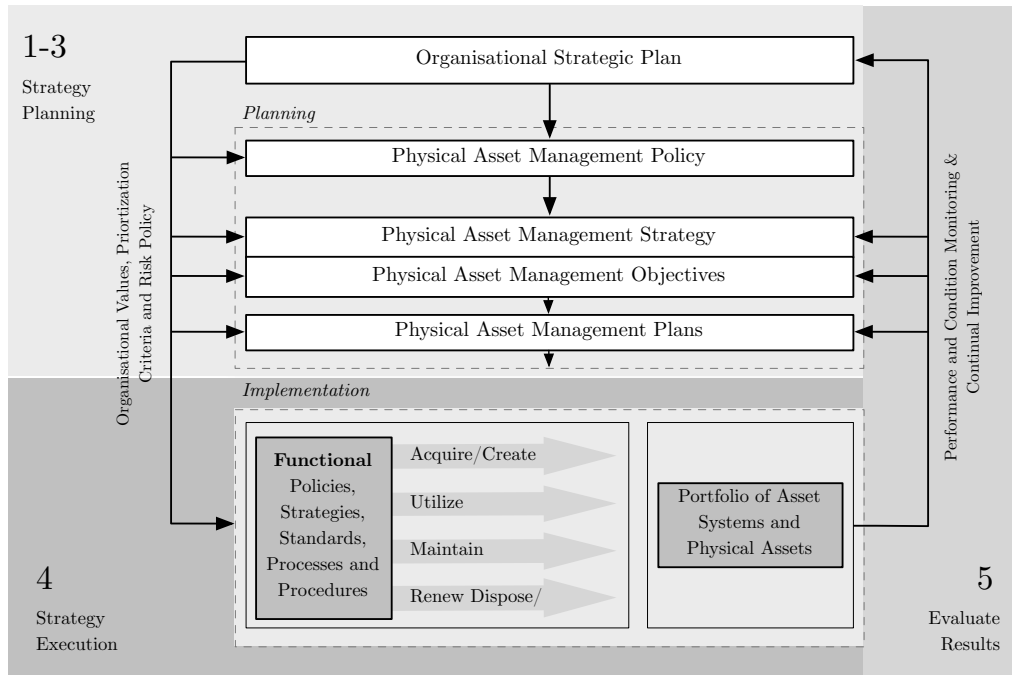 1-3
Strategy
Planning
Organisational Strategic Plan
Planning
Physical Asset Management Policy
Physical Asset Management Strategy
Physical Asset Management Objectives
Physical Asset Management Plans
Organisational Values, Priortization
Criteria and Risk Policy
Performance and Condition Monitoring &
Continual Improvement
Implementation
Functional
Policies,
Strategies,
Standards,
Processes and
Procedures
Acquire/Create
Utilize
Maintain
Renew Dispose/
Portfolio of Asset
Systems and
Physical Assets
4
Strategy
Execution
5
Evaluate
Results